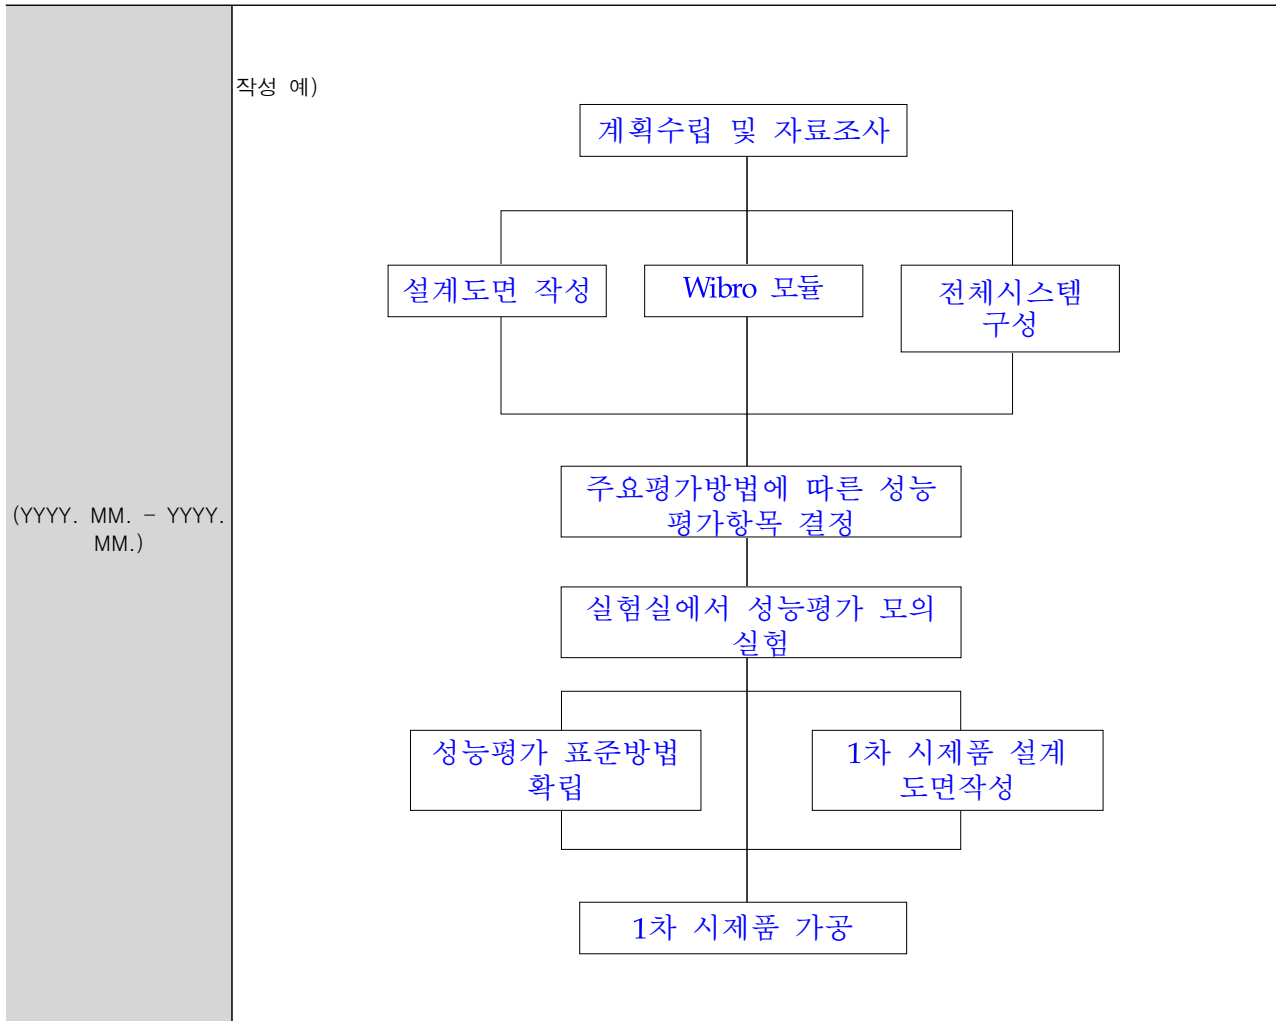 작성 예)
계획수립 및 자료조사
설계도면 작성
Wibro 모듈
전체시스템
구성
(YYYY. MM. - YYYY.
MM.)
주요평가방법에 따른 성능
평가항목 결정
실험실에서 성능평가 모의
실험
성능평가 표준방법
확립
1차 시제품 설계
도면작성
1차 시제품 가공